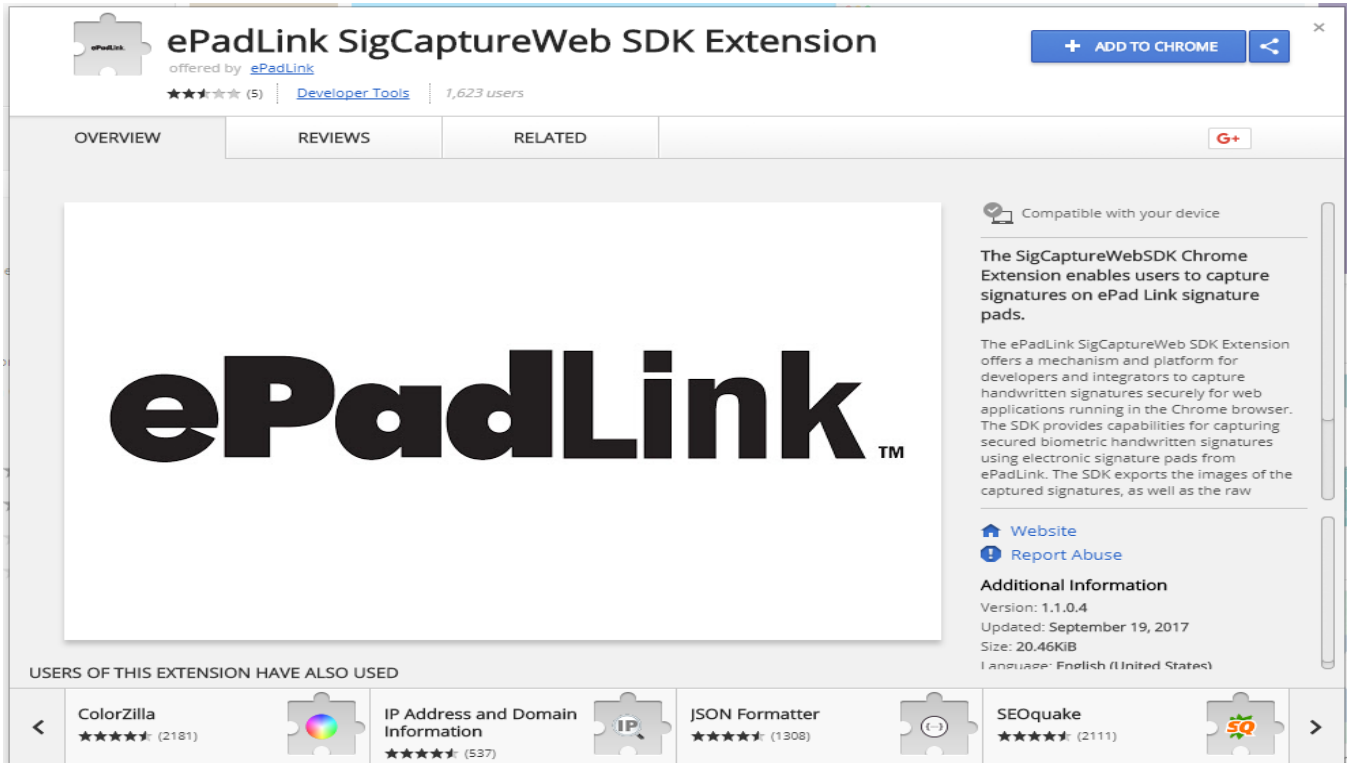 ePadLink.
ePadLink SigCaptureWeb SDK Extension
offered by ePadLink
(5) Developer Tools 1,623 users
+ ADD TO CHROME
×
OVERVIEW REVIEWS RELATED
G+
ePadLink™
Compatible with your device
The SigCaptureWebSDK Chrome
Extension enables users to capture
signatures on ePad Link signature
pads.
The ePadLink SigCaptureWeb SDK Extension
offers a mechanism and platform for
developers and integrators to capture
handwritten signatures securely for web
applications running in the Chrome browser.
The SDK provides capabilities for capturing
secured biometric handwritten signatures
using electronic signature pads from
ePadLink. The SDK exports the images of the
captured signatures, as well as the raw
Website
Report Abuse
Additional Information
Version: 1.1.0.4
Updated: September 19, 2017
Size: 20.46KiB
Language: English (United States)
USERS OF THIS EXTENSION HAVE ALSO USED
ColorZilla
(2181)
IP Address and Domain
Information
(537)
IP
JSON Formatter
(1308)
{--}
SEOquake
(2111)
SQ